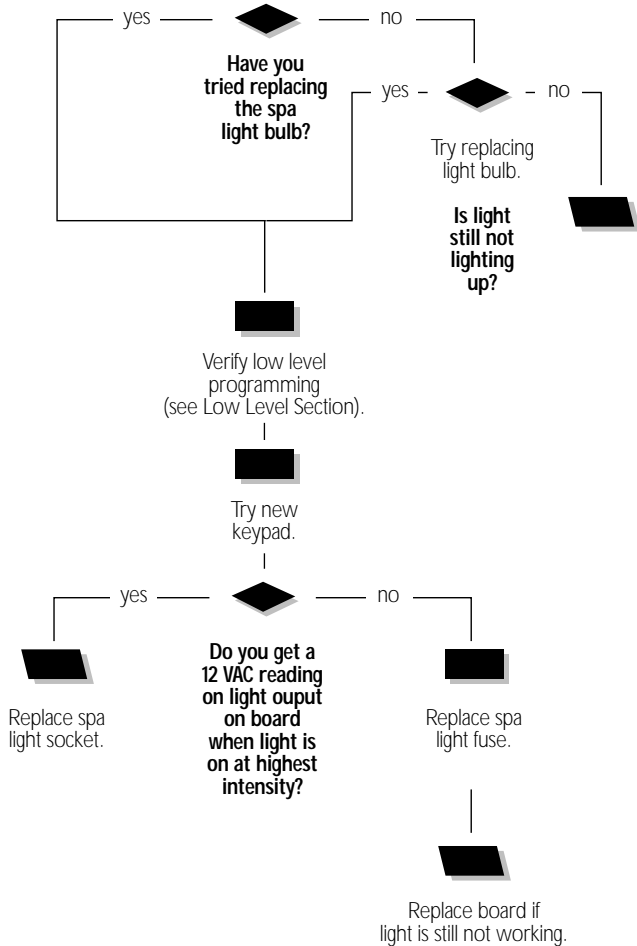 yes
no
Have you
tried replacing
the spa
light bulb?
yes
no
Try replacing
light bulb.
Is light
still not
lighting
up?
Verify low level
programming
(see Low Level Section).
Try new
keypad.
yes
no
Do you get a
12 VAC reading
on light ouput
on board
when light is
on at highest
intensity?
Replace spa
light socket.
Replace spa
light fuse.
Replace board if
light is still not working.